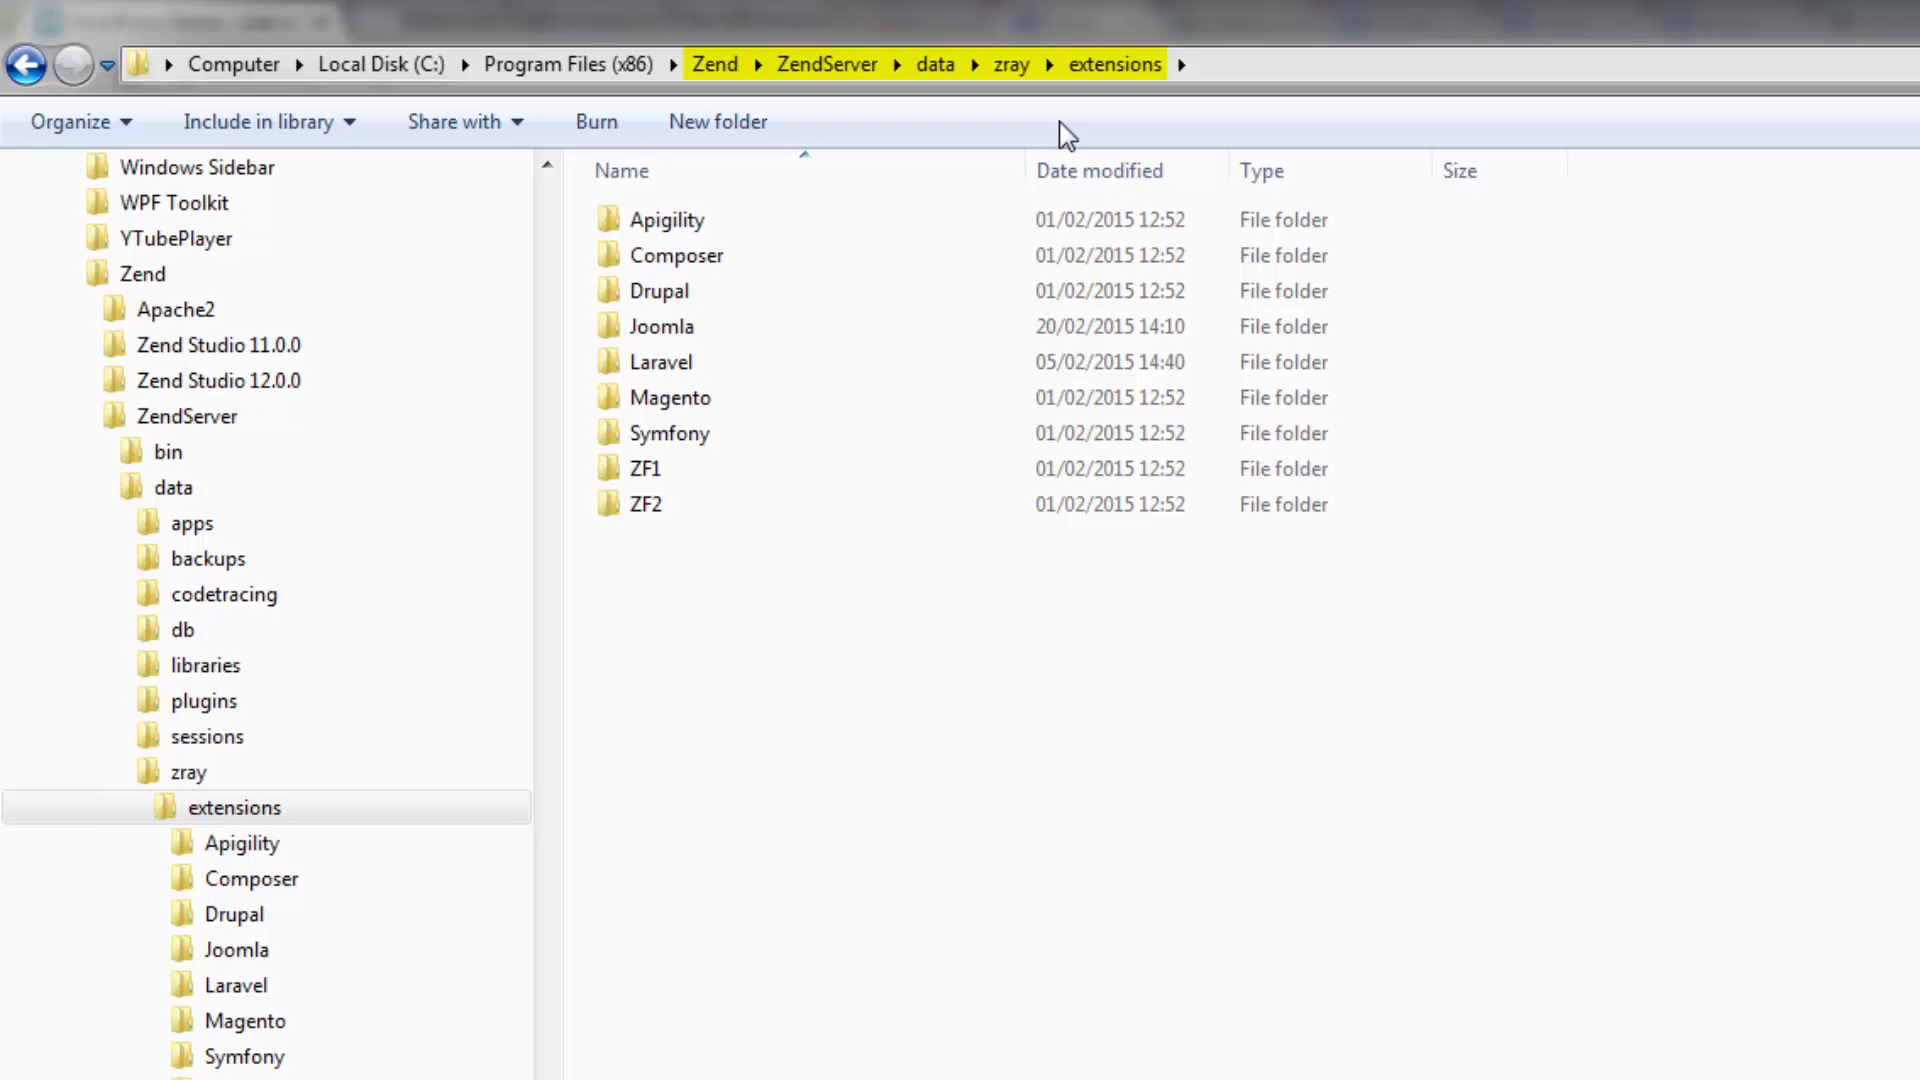 Computer Local Disk (C:) Program Files (x86) Zend ZendServer data zray extensions
Organize Include in library Share with Burn New folder
Windows Sidebar
WPF Toolkit
YTubePlayer
Zend
Apache2
Zend Studio 11.0.0
Zend Studio 12.0.0
ZendServer
bin
data
apps
backups
codetracing
db
libraries
plugins
sessions
zray
extensions
Apigility
Composer
Drupal
Joomla
Laravel
Magento
Symfony
Name Date modified Type Size
Apigility 01/02/2015 12:52 File folder
Composer 01/02/2015 12:52 File folder
Drupal 01/02/2015 12:52 File folder
Joomla 20/02/2015 14:10 File folder
Laravel 05/02/2015 14:40 File folder
Magento 01/02/2015 12:52 File folder
Symfony 01/02/2015 12:52 File folder
ZF1 01/02/2015 12:52 File folder
ZF2 01/02/2015 12:52 File folder